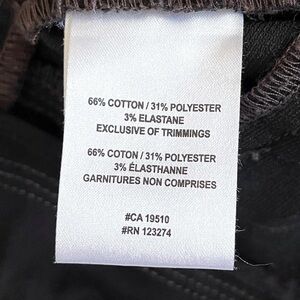 66% COTTON / 31% POLYESTER
3% ELASTANE
EXCLUSIVE OF TRIMMINGS
66% COTON / 31% POLYESTER
3% ÉLASTHANNE
GARNITURES NON COMPRISES
#CA 19510
#RN 123274